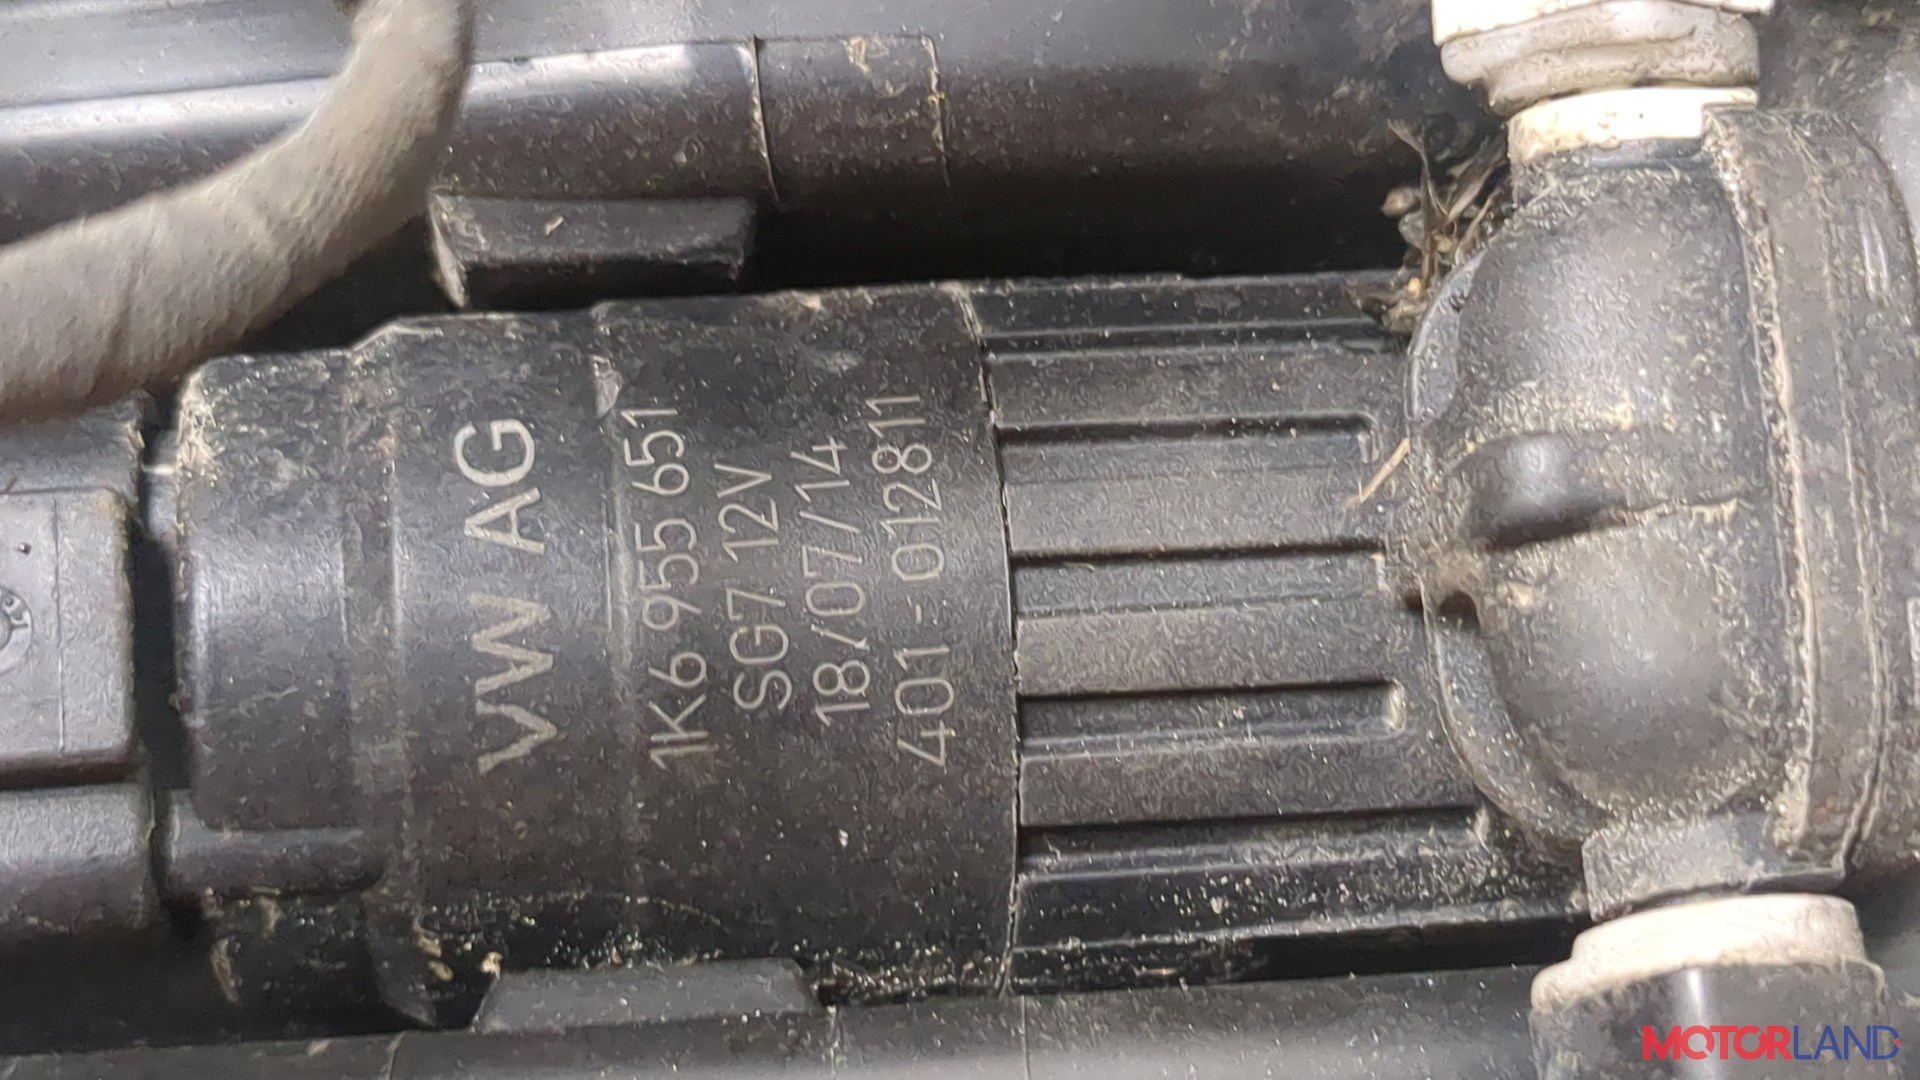 VW AG
1K6 955 651
SG7 12V
18/07/14
401 - 012811
MOTORLAND